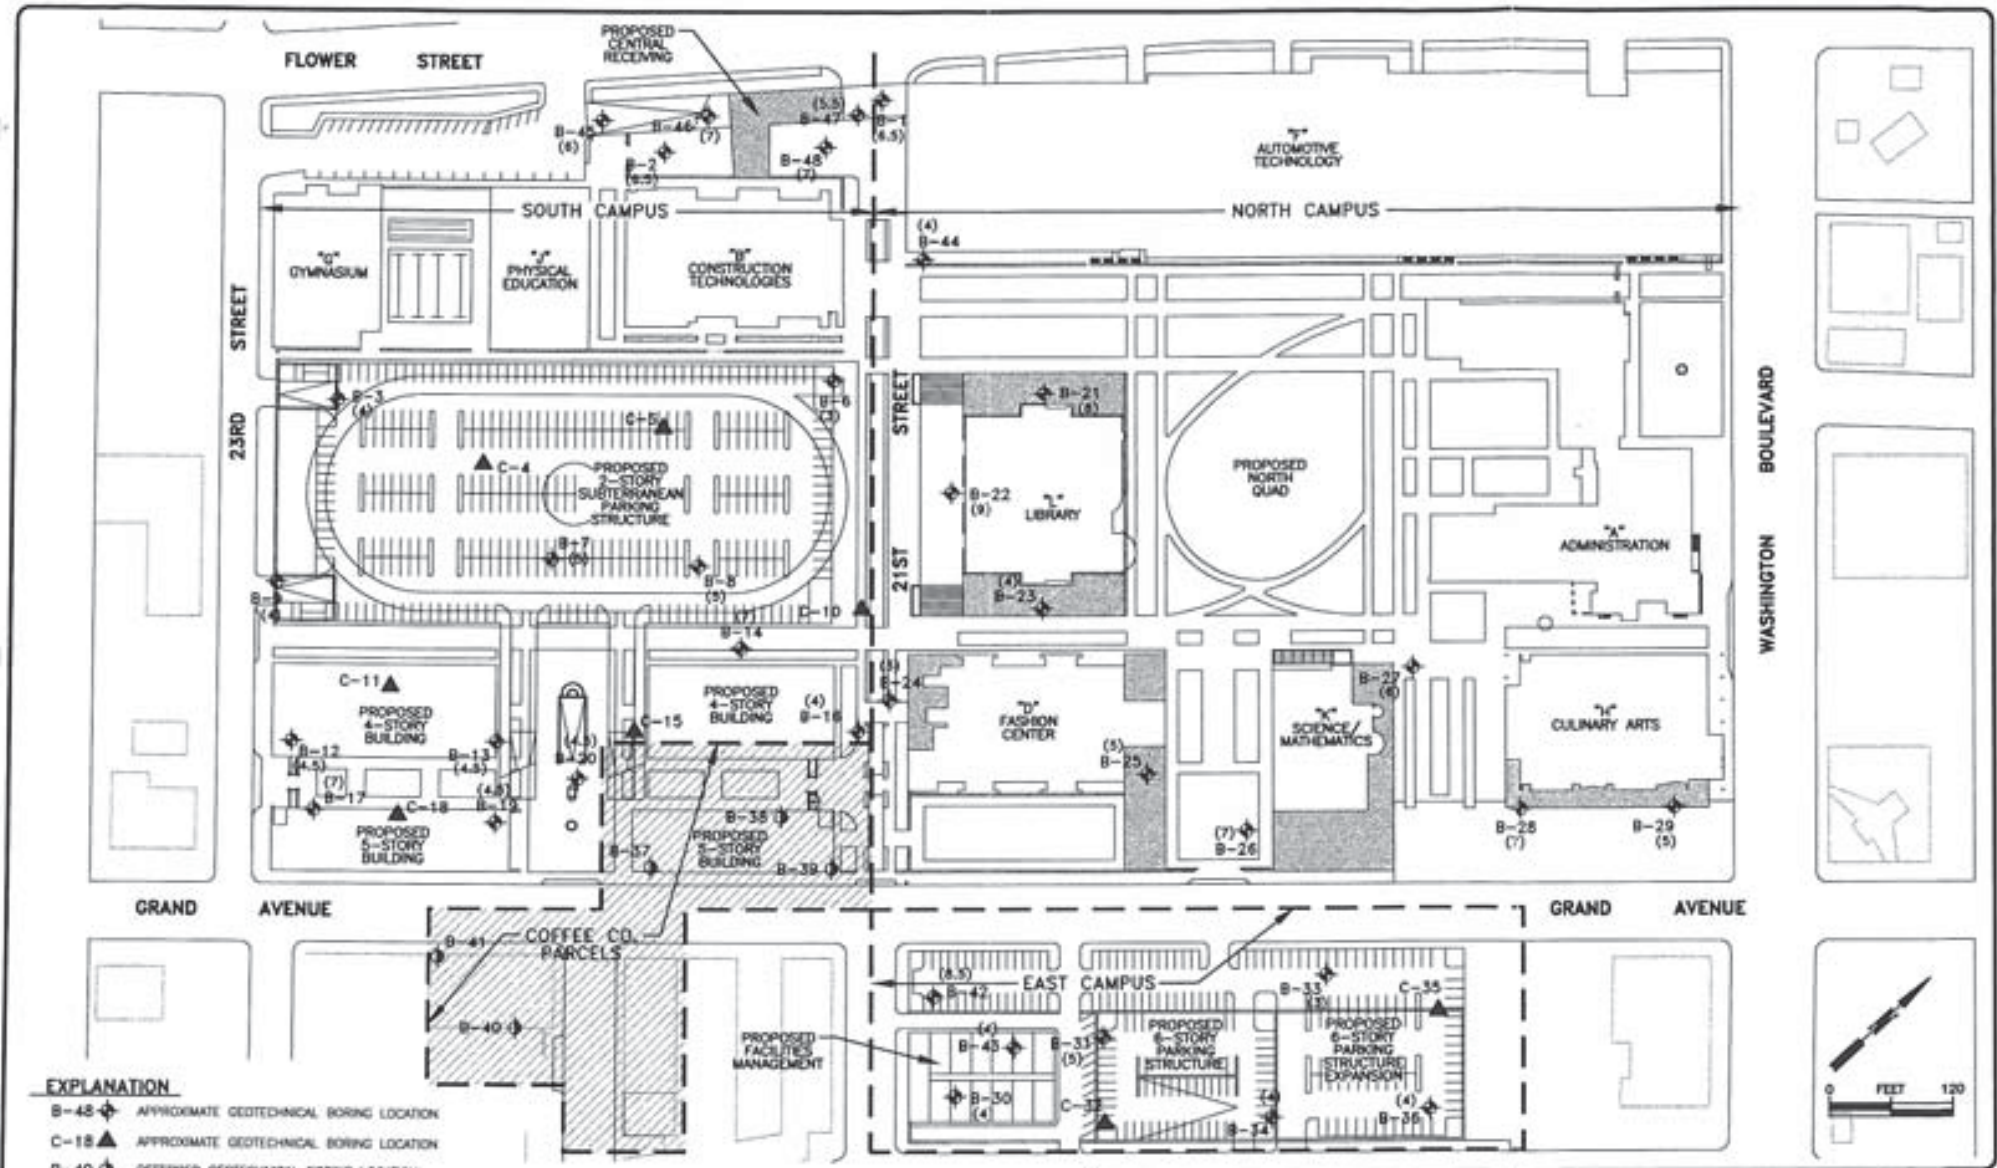 FLOWER STREET
PROPOSED
CENTRAL
RECEIVING
(5.5)
B-47
B-1
(6.5)
B-45
(6)
B-46
(7)
B-2
(6.5)
B-48
(7)
"F"
AUTOMOTIVE
TECHNOLOGY
SOUTH CAMPUS
NORTH CAMPUS
(4)
B-44
"G"
GYMNASIUM
"J"
PHYSICAL
EDUCATION
"B"
CONSTRUCTION
TECHNOLOGIES
23RD STREET
21ST STREET
WASHINGTON BOULEVARD
B-3
(4)
B-6
(3)
C-5
C-4
PROPOSED
2-STORY
SUBTERRANEAN
PARKING
STRUCTURE
B-7
(5)
B-8
(5)
(4)
C-10
(7)
B-14
B-21
(8)
B-22
(9)
"L"
LIBRARY
(4)
B-23
PROPOSED
NORTH
QUAD
"A"
ADMINISTRATION
C-11
PROPOSED
4-STORY
BUILDING
B-12
(4.5)
B-13
(4.5)
(7)
B-17
C-18
(4.5)
B-19
PROPOSED
5-STORY
BUILDING
(4.5)
B-20
C-15
PROPOSED
4-STORY
BUILDING
(4)
B-16
B-24
"D"
FASHION
CENTER
(5)
B-25
"K"
SCIENCE/
MATHEMATICS
B-27
(6)
(7)
B-26
"H"
CULINARY ARTS
B-28
(7)
B-29
(5)
B-38
PROPOSED
5-STORY
BUILDING
B-37
B-39
GRAND AVENUE
GRAND AVENUE
B-41
COFFEE CO.
PARCELS
B-40
EAST CAMPUS
(8.5)
B-42
PROPOSED
FACILITIES
MANAGEMENT
(4)
B-43
B-30
(4)
B-33
(5)
C-32
PROPOSED
6-STORY
PARKING
STRUCTURE
(4)
B-34
B-33
(3)
C-35
PROPOSED
6-STORY
PARKING
STRUCTURE
EXPANSION
(4)
B-36
0 FEET 120
EXPLANATION
B-48 APPROXIMATE GEOTECHNICAL BORING LOCATION
C-18 APPROXIMATE GEOTECHNICAL BORING LOCATION